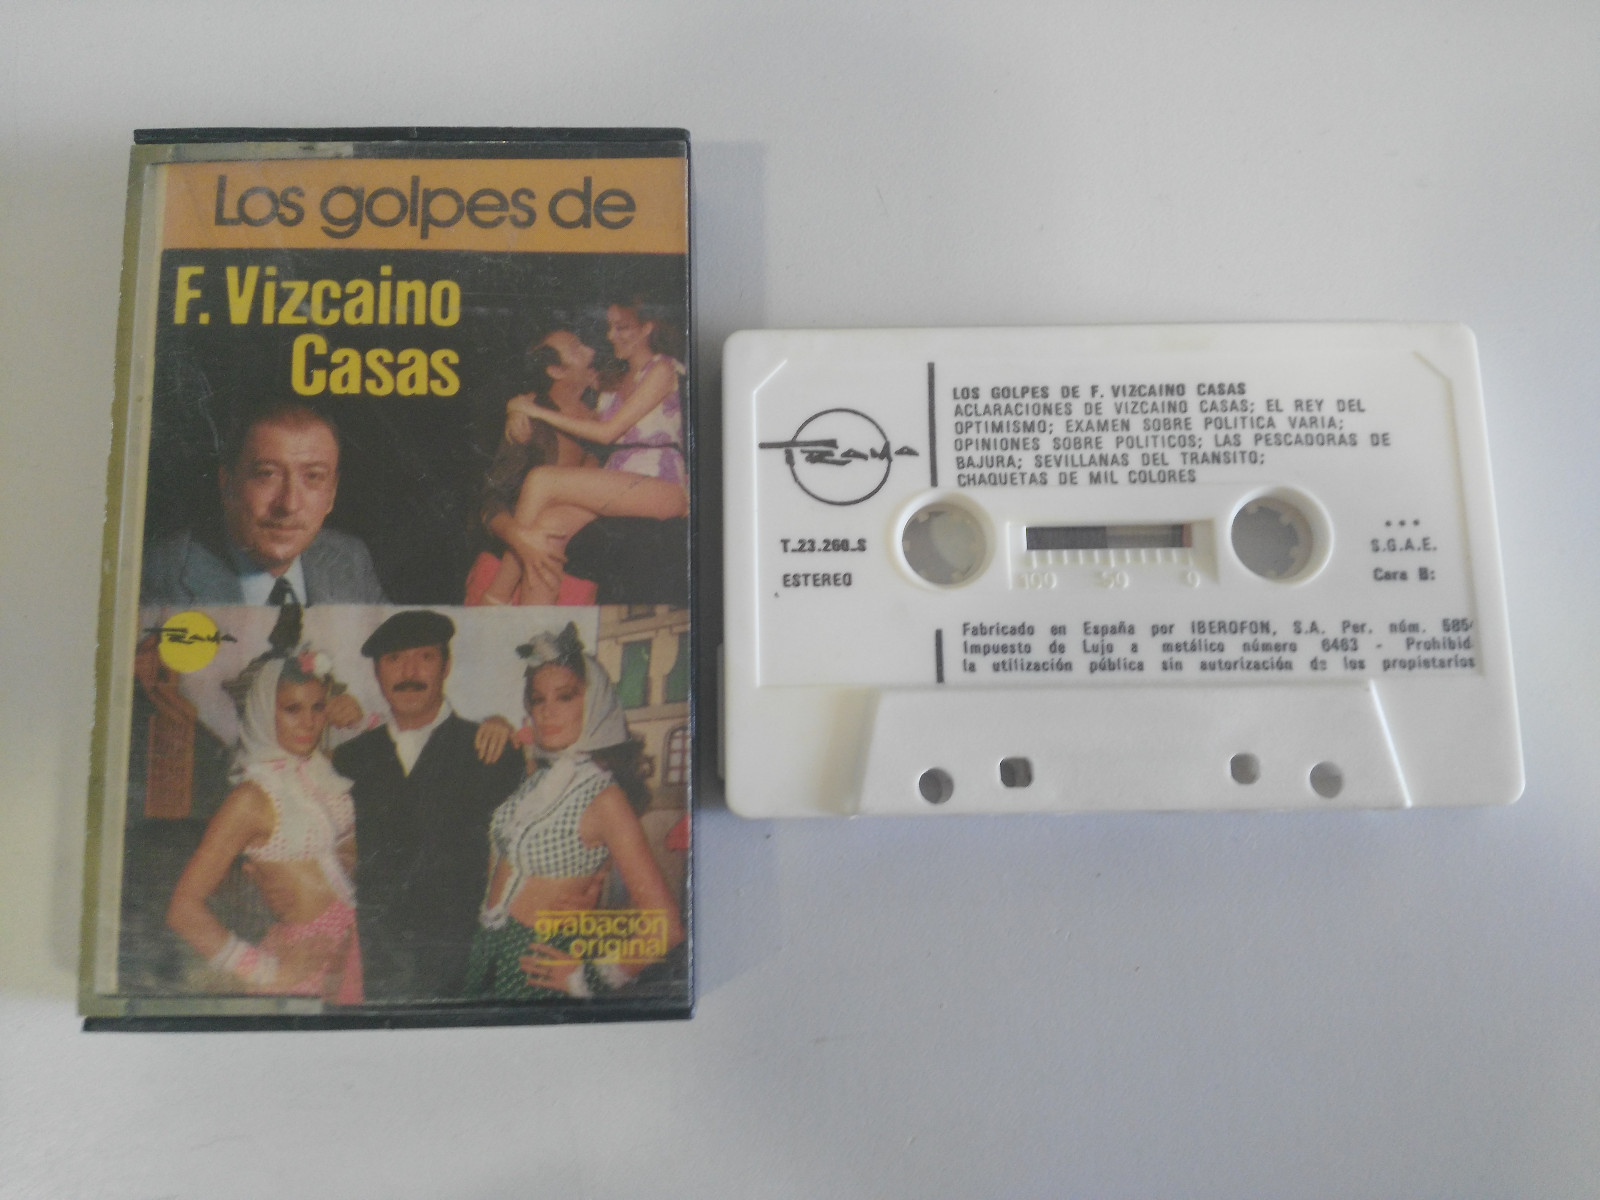 Los golpes de
F. Vizcaino
Casas
Trama
grabación
original
LOS GOLPES DE F. VIZCAINO CASAS
ACLARACIONES DE VIZCAINO CASAS; EL REY DEL
OPTIMISMO; EXAMEN SOBRE POLITICA VARIA;
OPINIONES SOBRE POLITICOS; LAS PESCADORAS DE
BAJURA; SEVILLANAS DEL TRANSITO;
CHAQUETAS DE MIL COLORES
Trama
T-23.260-S
ESTEREO
100 50 0
S.G.A.E.
Cara B:
Fabricado en España por IBEROFON, S.A. Per. núm. 585
Impuesto de Lujo a metálico número 6463 - Prohibid
la utilización pública sin autorización de los propietarios